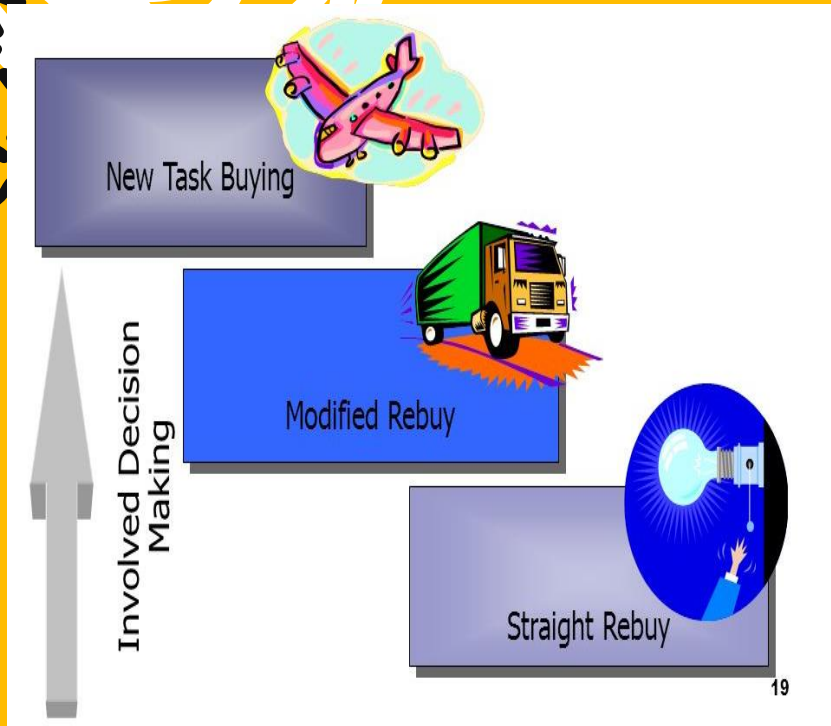 New Task Buying
Modified Rebuy
Involved Decision
Making
Straight Rebuy
19